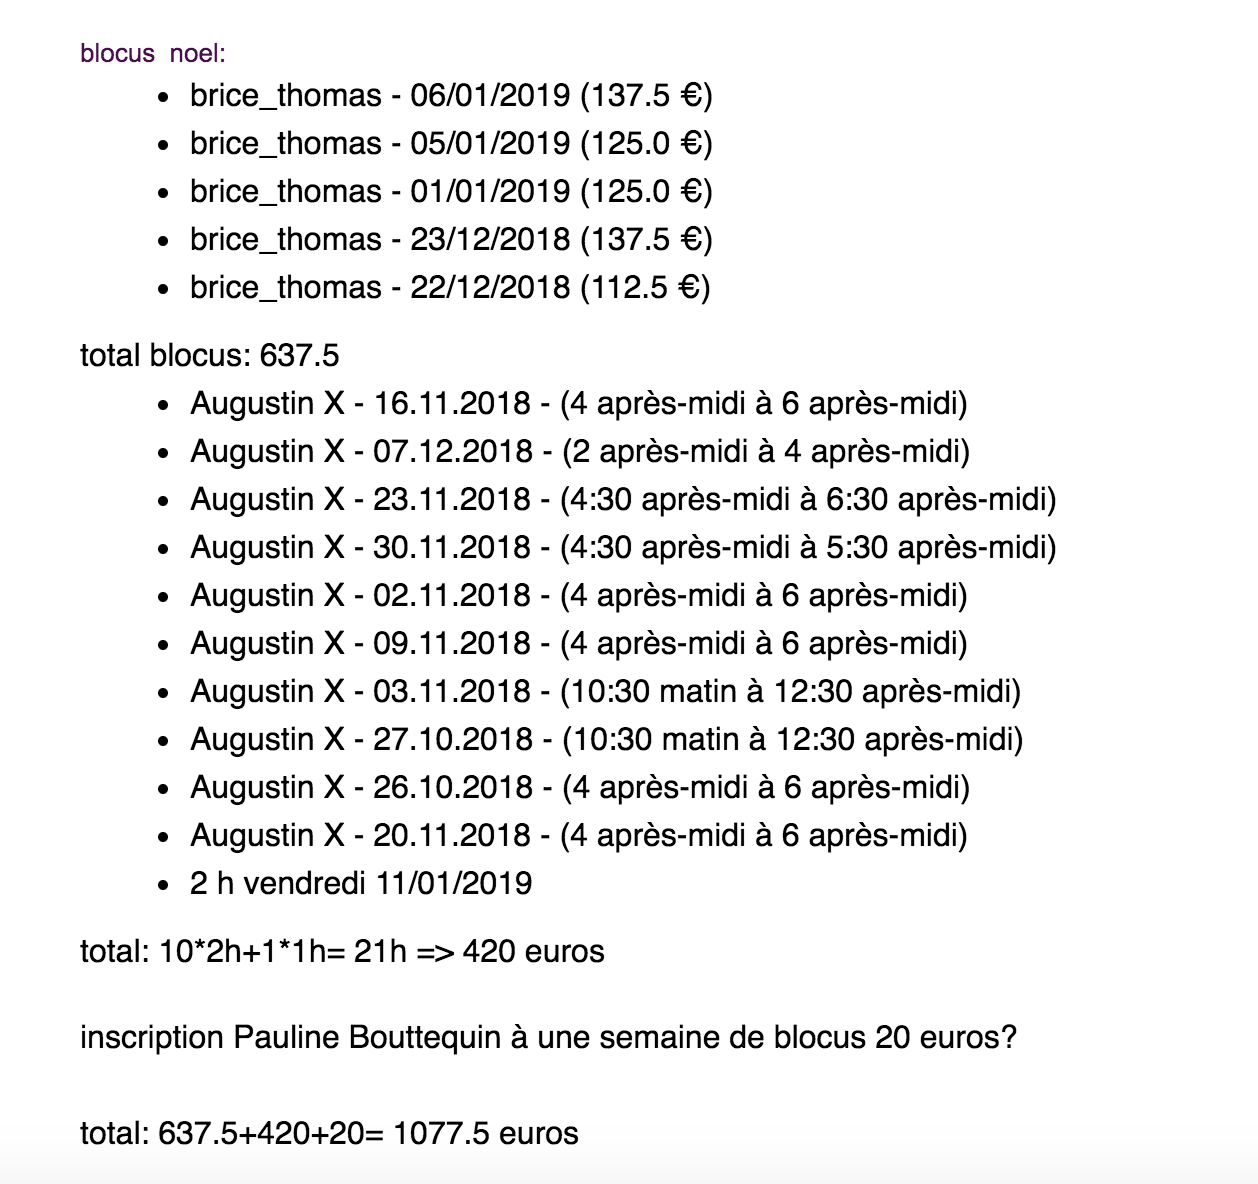 blocus  noel:
• brice_thomas - 06/01/2019 (137.5 €)
• brice_thomas - 05/01/2019 (125.0 €)
• brice_thomas - 01/01/2019 (125.0 €)
• brice_thomas - 23/12/2018 (137.5 €)
• brice_thomas - 22/12/2018 (112.5 €)
total blocus: 637.5
• Augustin X - 16.11.2018 - (4 après-midi à 6 après-midi)
• Augustin X - 07.12.2018 - (2 après-midi à 4 après-midi)
• Augustin X - 23.11.2018 - (4:30 après-midi à 6:30 après-midi)
• Augustin X - 30.11.2018 - (4:30 après-midi à 5:30 après-midi)
• Augustin X - 02.11.2018 - (4 après-midi à 6 après-midi)
• Augustin X - 09.11.2018 - (4 après-midi à 6 après-midi)
• Augustin X - 03.11.2018 - (10:30 matin à 12:30 après-midi)
• Augustin X - 27.10.2018 - (10:30 matin à 12:30 après-midi)
• Augustin X - 26.10.2018 - (4 après-midi à 6 après-midi)
• Augustin X - 20.11.2018 - (4 après-midi à 6 après-midi)
• 2 h vendredi 11/01/2019
total: 10*2h+1*1h= 21h => 420 euros
inscription Pauline Bouttequin à une semaine de blocus 20 euros?
total: 637.5+420+20= 1077.5 euros